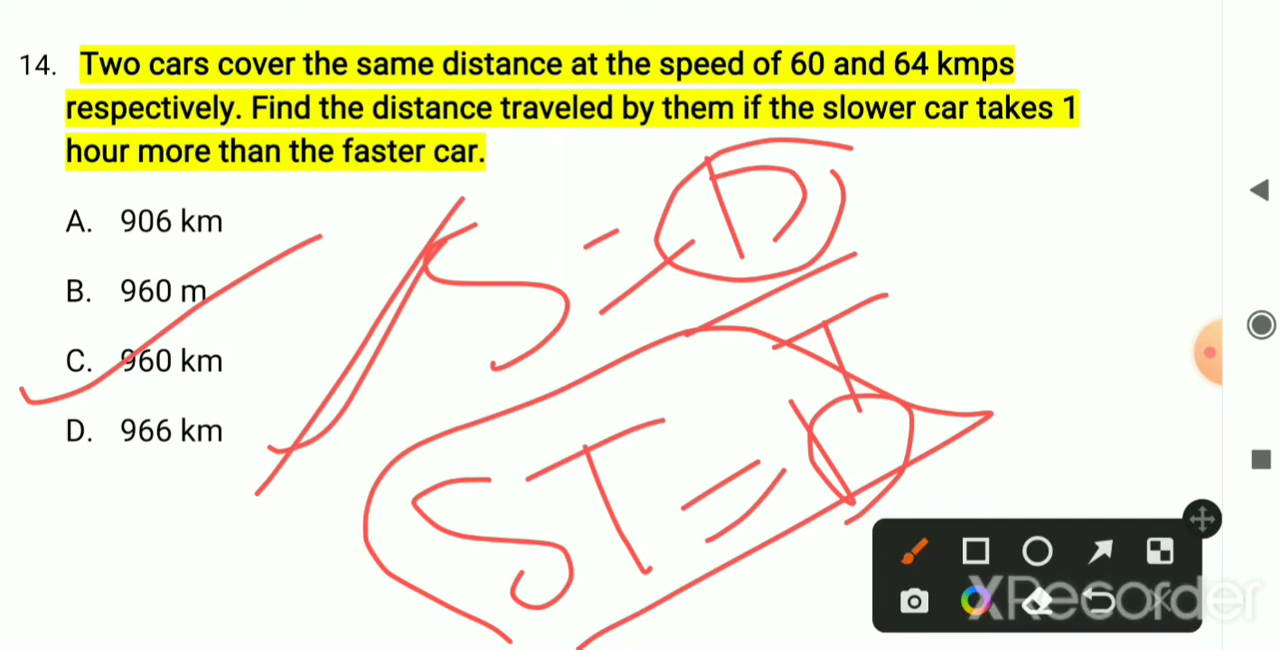 14. Two cars cover the same distance at the speed of 60 and 64 kmps
respectively. Find the distance traveled by them if the slower car takes 1
hour more than the faster car.
A. 906 km
B. 960 m
C. 960 km
D. 966 km
S = D
T
ST = D
XRecorder